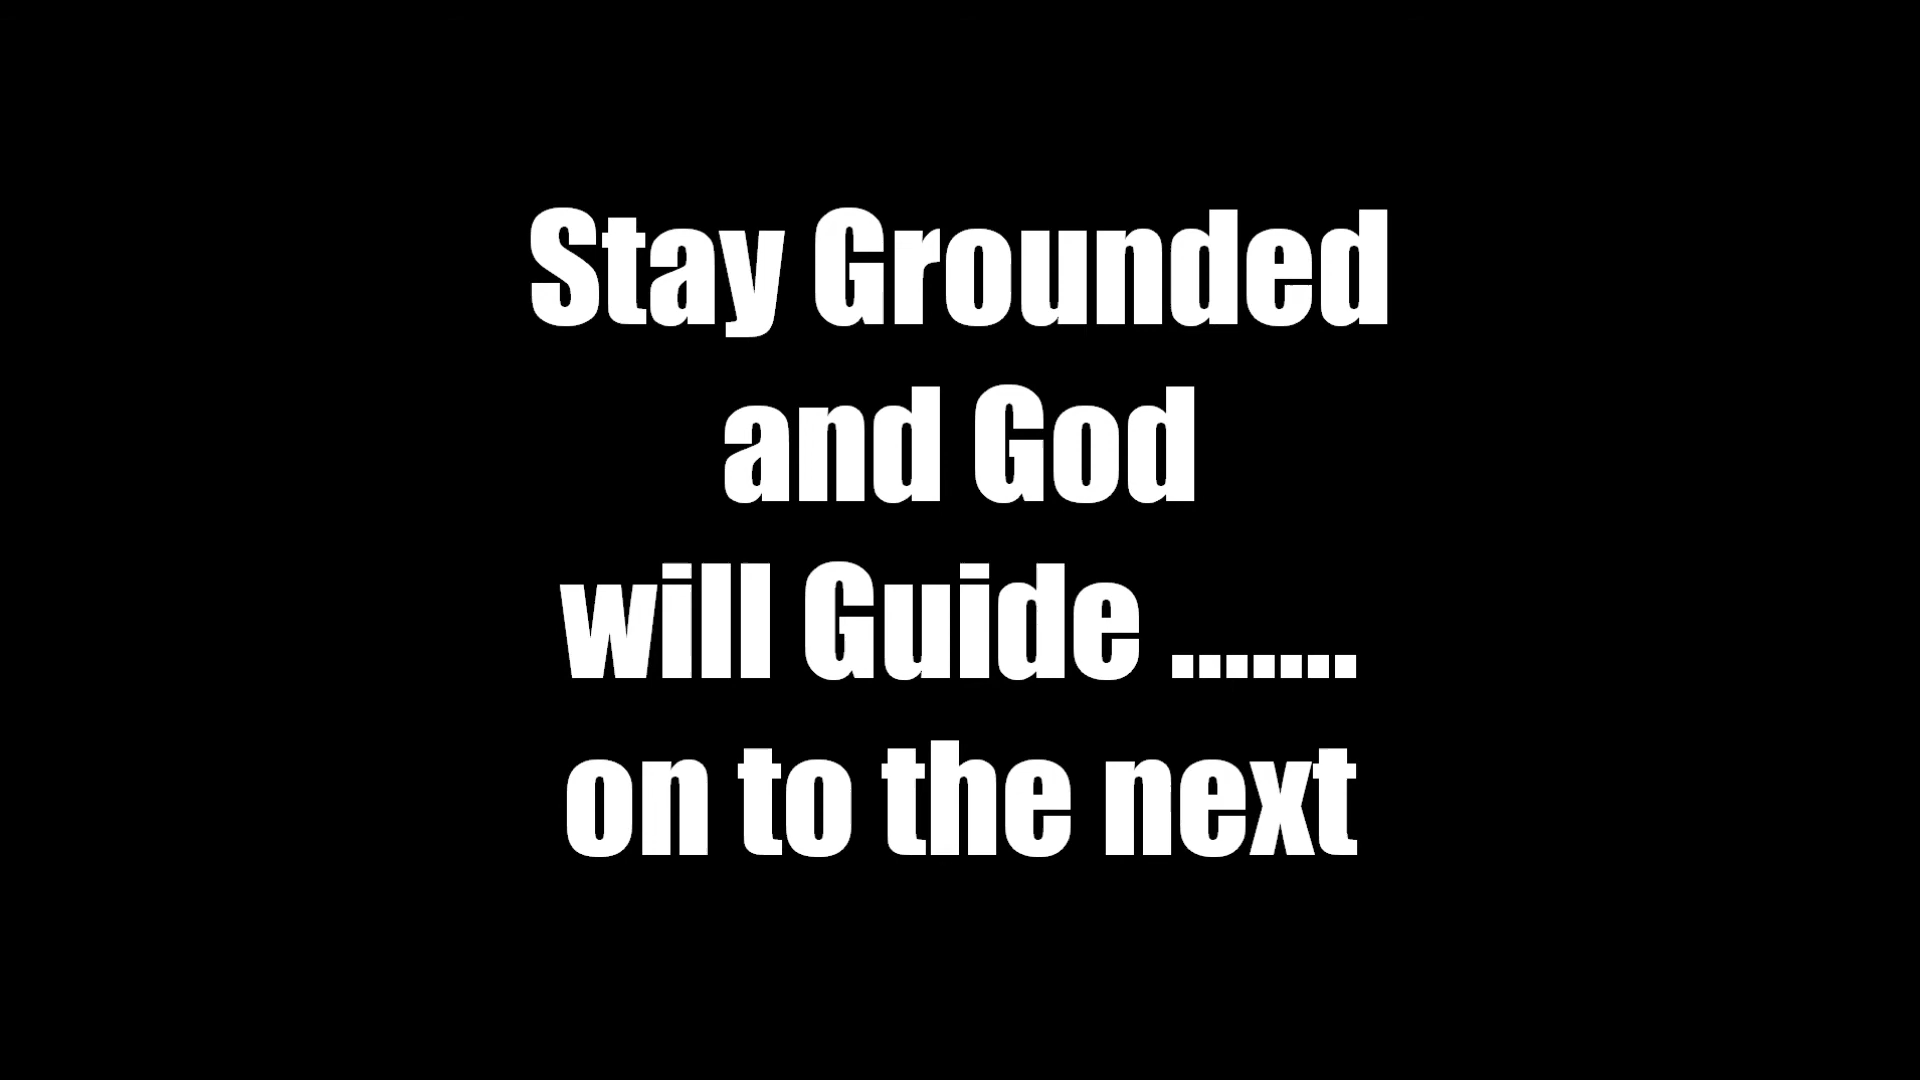 Stay Grounded
and God
will Guide .......
on to the next